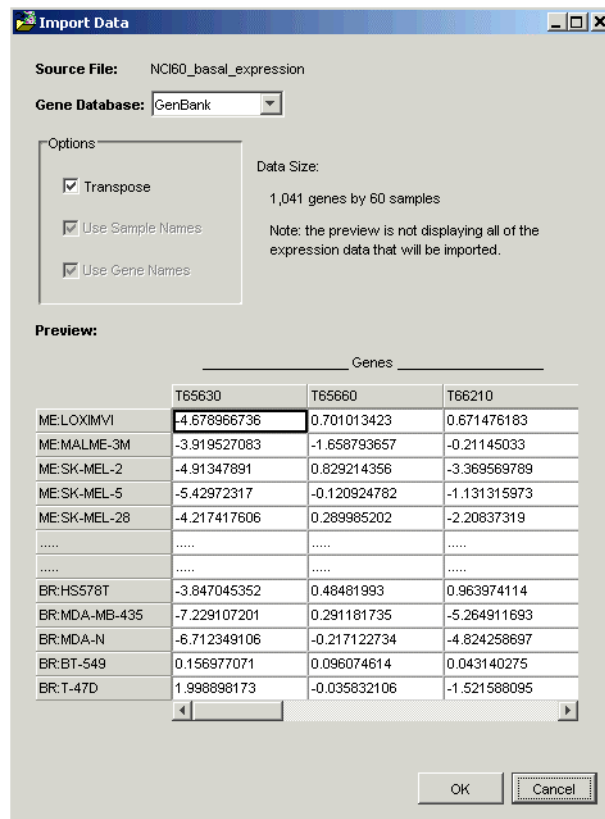 Import Data
Source File: NCI60_basal_expression
Gene Database: GenBank
Options
Transpose
Use Sample Names
Use Gene Names
Data Size:
1,041 genes by 60 samples
Note: the preview is not displaying all of the
expression data that will be imported.
Preview:
Genes
T65630 T65660 T66210
ME:LOXIMVI -4.678966736 0.701013423 0.671476183
ME:MALME-3M -3.919527083 -1.658793657 -0.21145033
ME:SK-MEL-2 -4.91347891 0.829214356 -3.369569789
ME:SK-MEL-5 -5.42972317 -0.120924782 -1.131315973
ME:SK-MEL-28 -4.217417606 0.289985202 -2.20837319
..... ..... ..... .....
..... ..... ..... .....
BR:HS578T -3.847045352 0.48481993 0.963974114
BR:MDA-MB-435 -7.229107201 0.291181735 -5.264911693
BR:MDA-N -6.712349106 -0.217122734 -4.824258697
BR:BT-549 0.156977071 0.096074614 0.043140275
BR:T-47D 1.998898173 -0.035832106 -1.521588095
OK Cancel